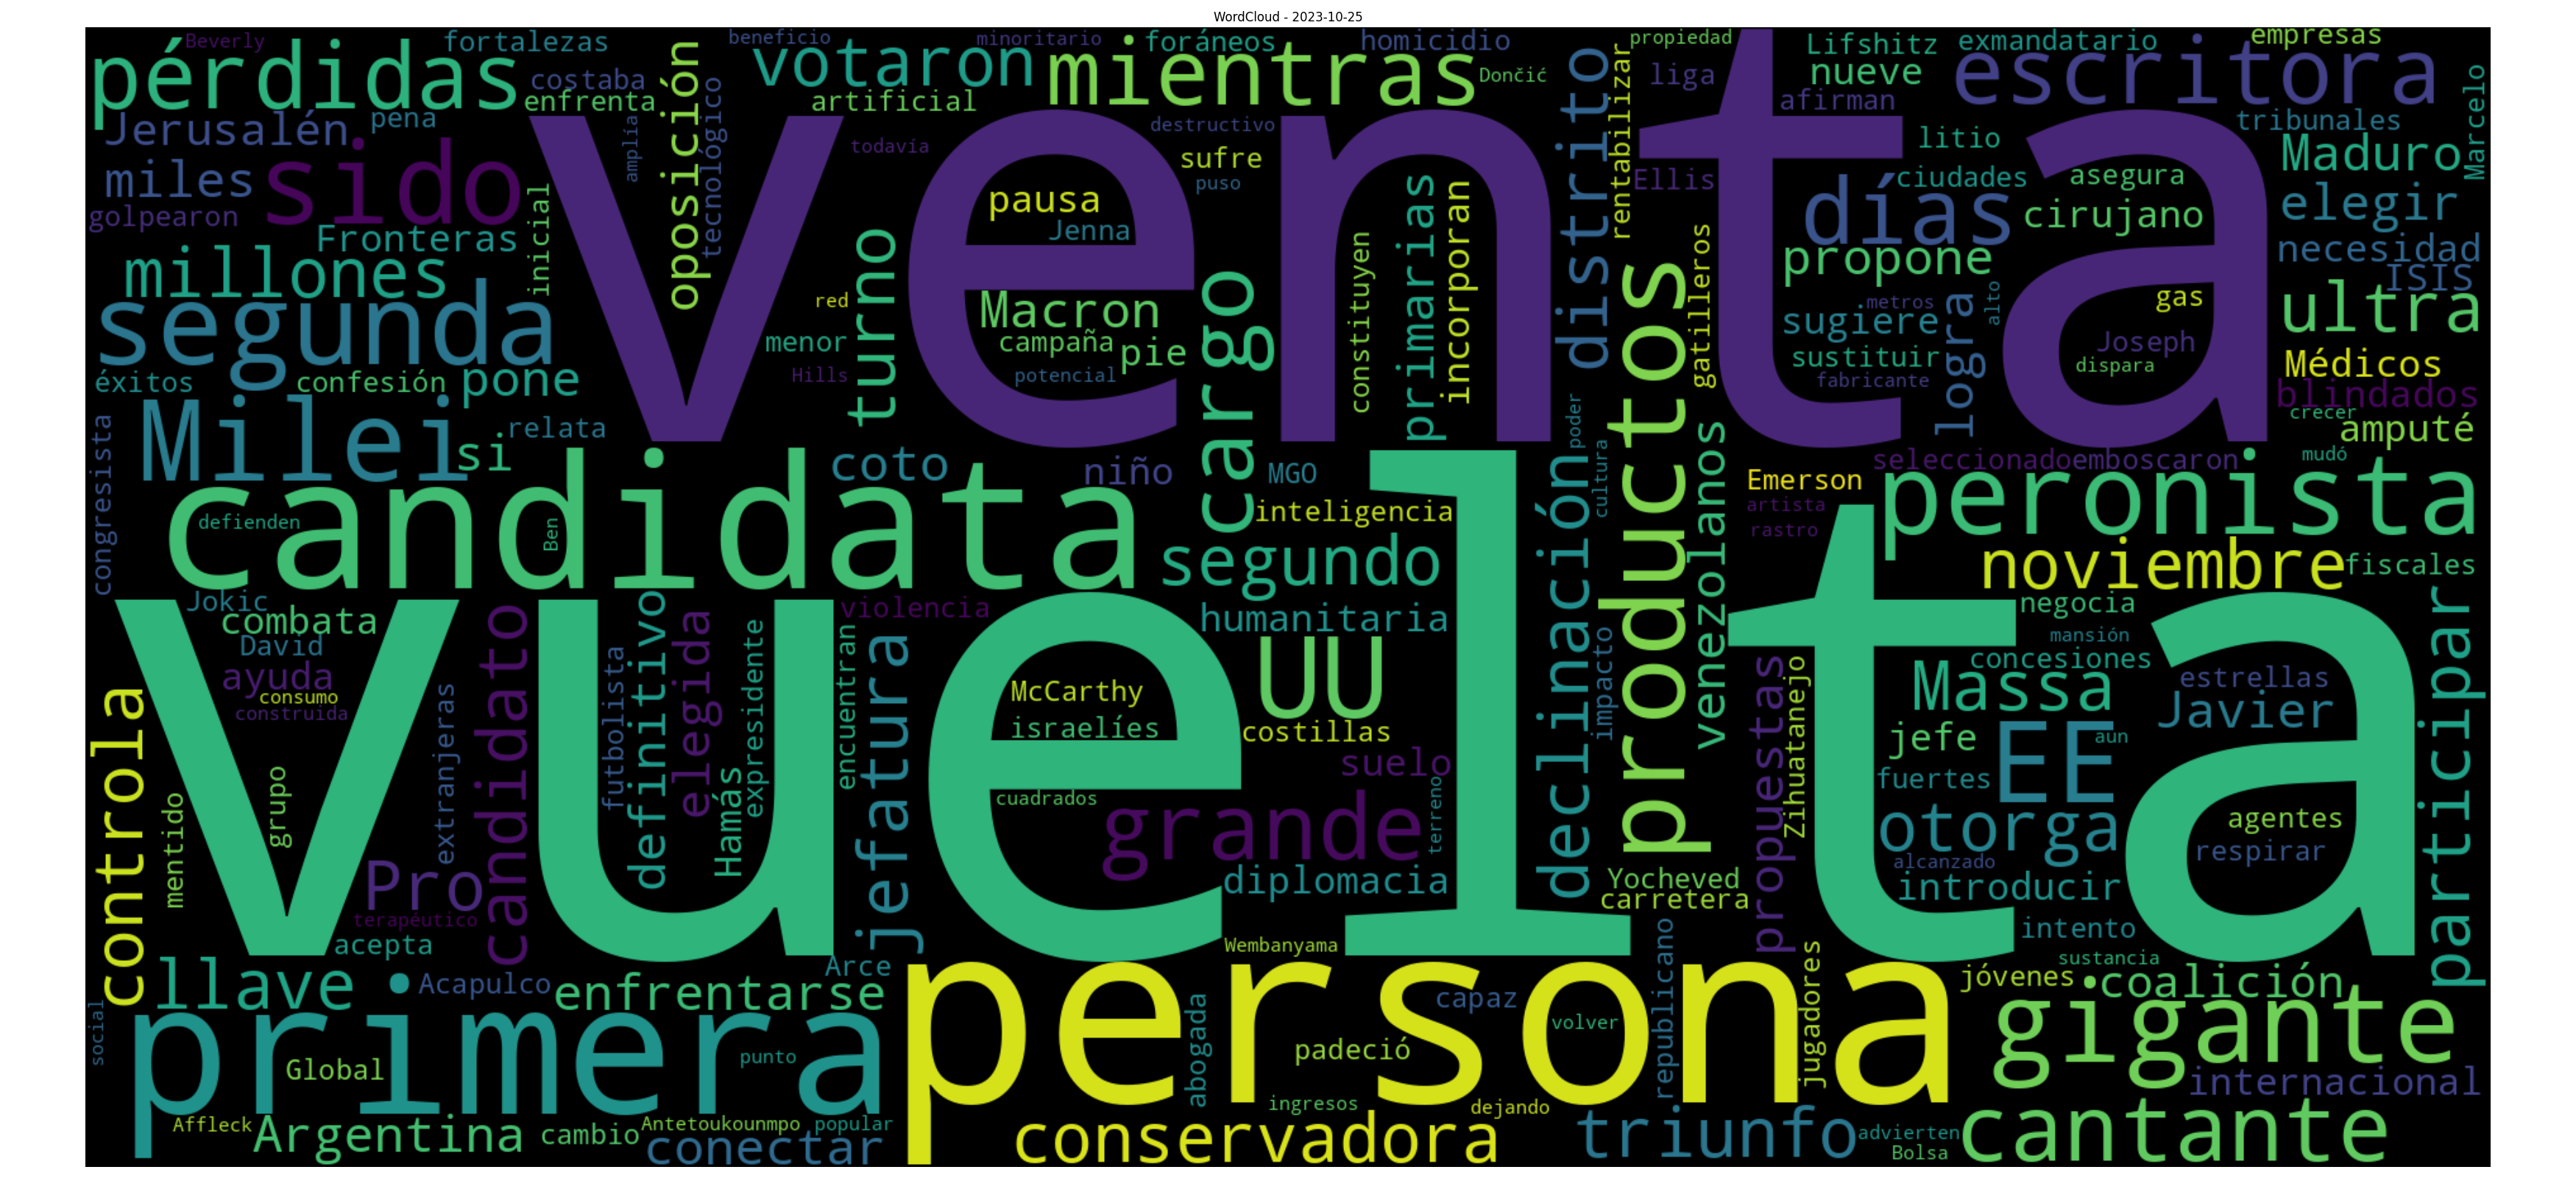 WordCloud - 2023-10-25
Beverly
fortalezas
beneficio
minoritario
foráneos
homicidio
propiedad
Lifshitz
exmandatario
empresas
pérdidas
costaba
enfrenta
oposición
tecnológico
votaron
artificial
mientras
Dončić
distrito
rentabilizar
liga
nueve
afirman
escritora
Marcelo
Jerusalén
pena
amplía
todavía
destructivo
sufre
puso
litio
tribunales
miles
sido
venta
pausa
Jenna
Ellis
días
ciudades
asegura
cirujano
Maduro
elegir
golpearon
Fronteras
inicial
turno
primarias
incorporan
gatilleros
propone
necesidad
ISIS
millones
segunda
red
menor
Hills
Macron
campaña
pie
potencial
cargo
constituyen
productos
metros
sugiere
sustituir
fabricante
logra
alto
gas
Joseph
dispara
ultra
Médicos
blindados
éxitos
confesión
pone
crecer
amputé
Milei
si
relata
coto
niño
MGO
declinación
poder
cultura
venezolanos
seleccionado
emboscaron
mudó
congresista
candidata
defienden
Ben
inteligencia
Emerson
artista
rastro
peronista
segundo
noviembre
fiscales
Jokic
combata
David
ayuda
consumo
construida
candidato
futbolista
definitivo
elegida
expresidente
violencia
encuentran
jefatura
humanitaria
UU
impacto
negocia
mansión
participar
vuelta
McCarthy
israelíes
costillas
suelo
propuestas
Zihuatanejo
concesiones
Massa
estrellas
Javier
controla
mentido
grupo
extranjeras
Hamás
cuadrados
grande
terreno
jefe
EE
aun
fuertes
otorga
agentes
respirar
Pro
terapéutico
diplomacia
Yocheved
carretera
alcanzado
introducir
acepta
Wembanyama
republicano
intento
sustancia
llave
Acapulco
enfrentarse
Arce
persona
capaz
volver
jugadores
jóvenes
coalición
social
primera
Global
punto
abogada
padeció
gigante
internacional
Affleck
Argentina
cambio
Antetoukounmpo
popular
conectar
ingresos
dejando
conservadora
triunfo
advierten
Bolsa
cantante